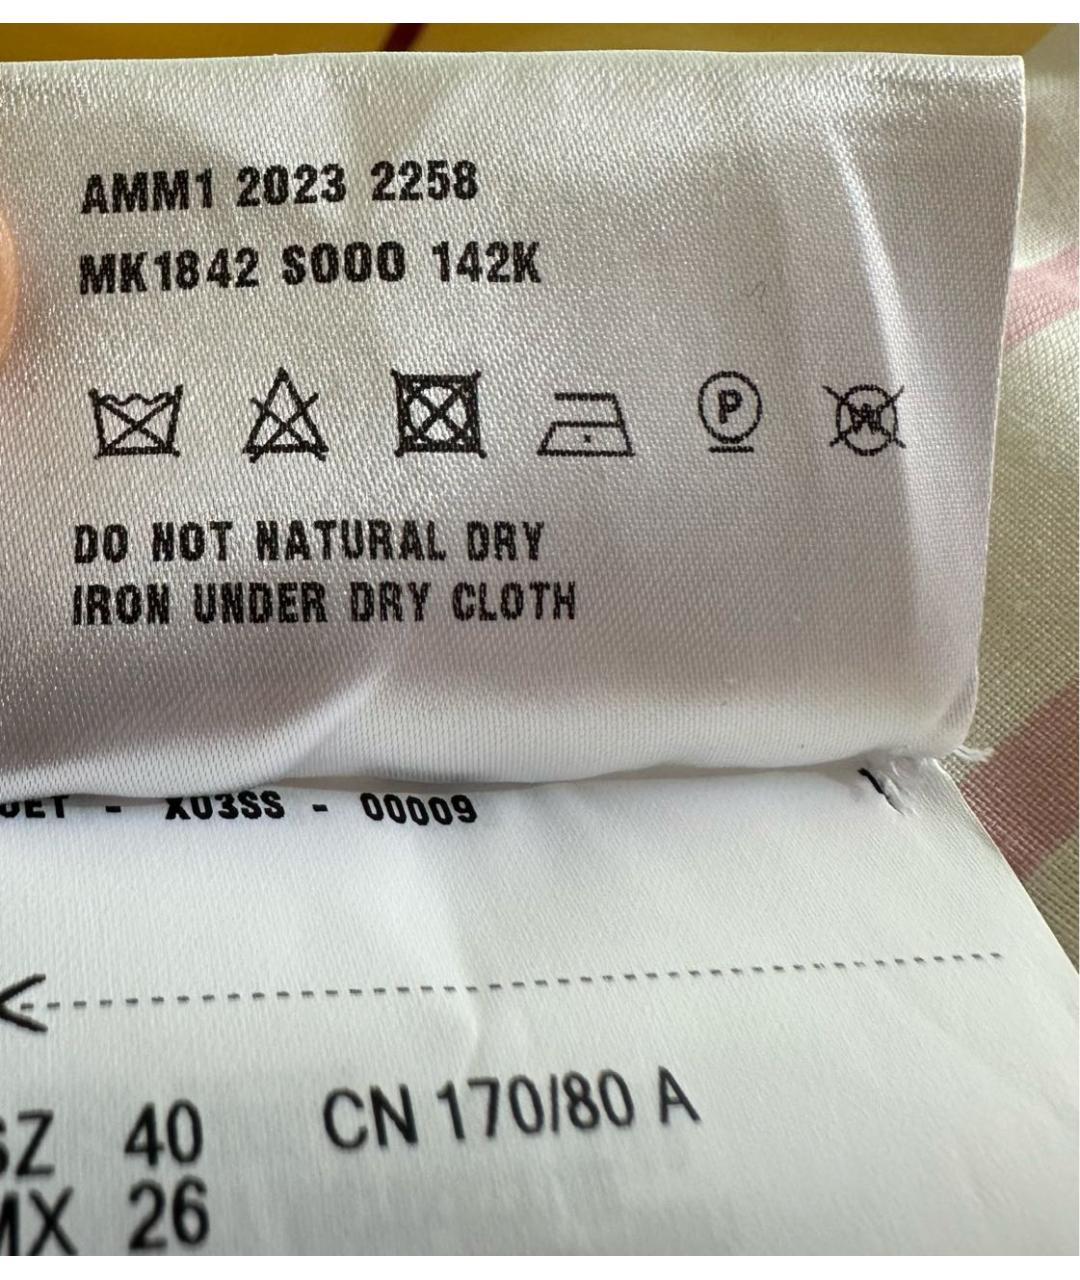 AMM1 2023 2258
MK1842 S000 142K
P
W
DO NOT NATURAL DRY
IRON UNDER DRY CLOTH
- XU3SS - 00009
40 CN 170/80 A
26